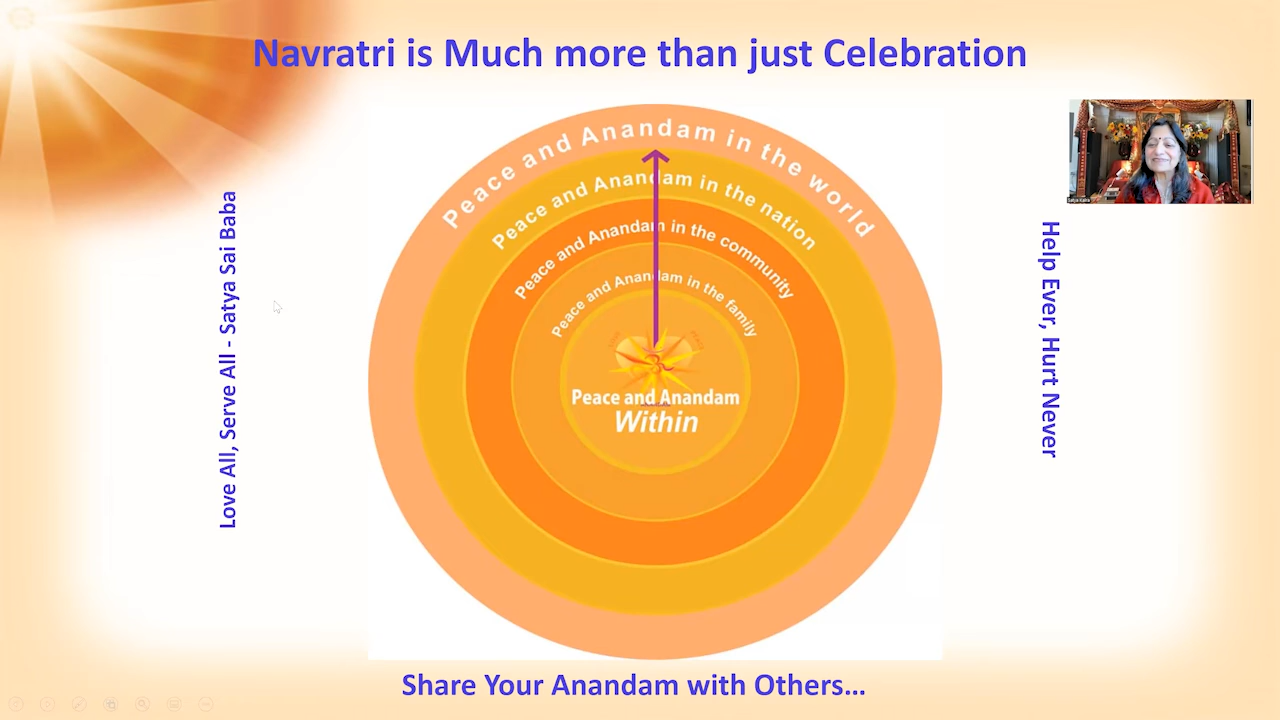 Navratri is Much more than just Celebration
Love All, Serve All - Satya Sai Baba
Peace and Anandam in the world
Peace and Anandam in the nation
Peace and Anandam in the community
Peace and Anandam in the family
Peace and Anandam
Within
Help Ever, Hurt Never
Satya Kalra
Share Your Anandam with Others...